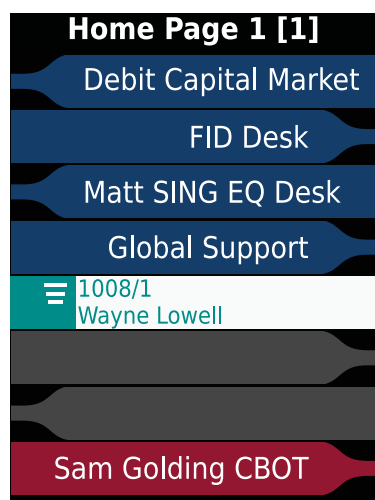 Home Page 1 [1]
Debit Capital Market
FID Desk
Matt SING EQ Desk
Global Support
1008/1
Wayne Lowell
Sam Golding CBOT